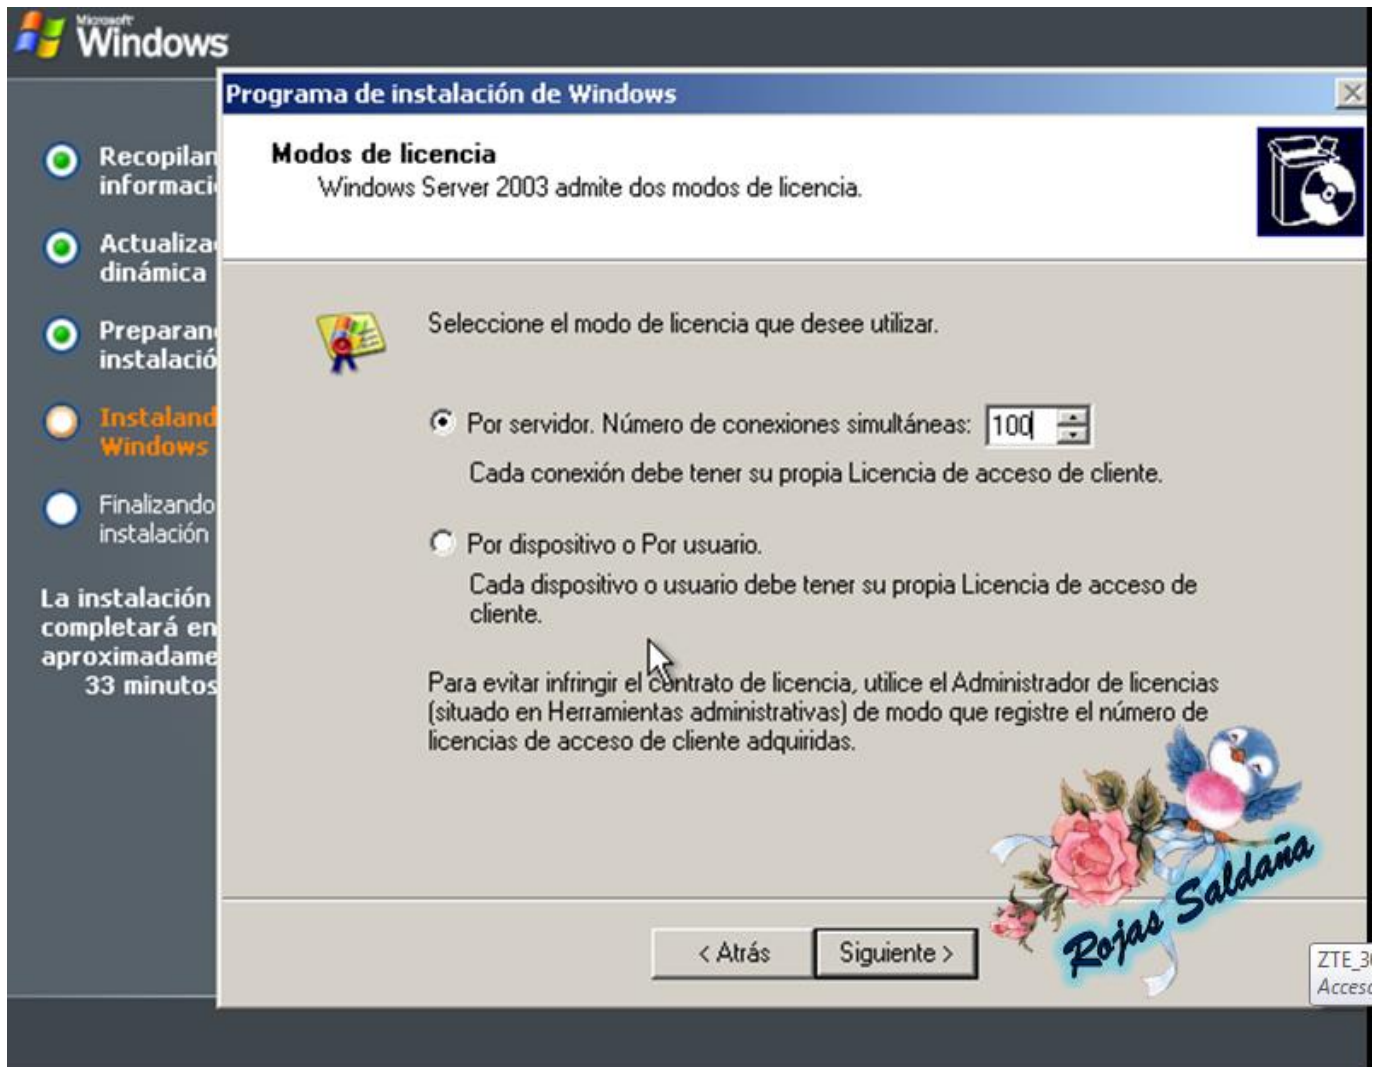 Microsoft
Windows
Programa de instalación de Windows
Modos de licencia
Windows Server 2003 admite dos modos de licencia.
Recopilan
informaci
Actualiza
dinámica
Preparan
instalació
Instaland
Windows
Finalizando
instalación
La instalación
completará en
aproximadame
33 minutos
Seleccione el modo de licencia que desee utilizar.
Por servidor. Número de conexiones simultáneas: 100
Cada conexión debe tener su propia Licencia de acceso de cliente.
Por dispositivo o Por usuario.
Cada dispositivo o usuario debe tener su propia Licencia de acceso de
cliente.
Para evitar infringir el contrato de licencia, utilice el Administrador de licencias
(situado en Herramientas administrativas) de modo que registre el número de
licencias de acceso de cliente adquiridas.
Rojas Saldaña
< Atrás
Siguiente >
ZTE_3
Acceso